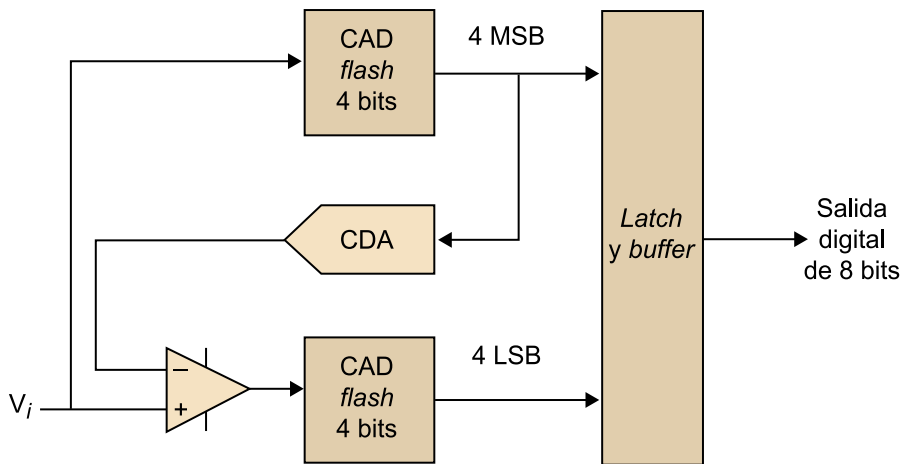 CAD
flash
4 bits
4 MSB
CDA
Latch
y buffer
Salida
digital
de 8 bits
CAD
flash
4 bits
4 LSB
−
+
Vi